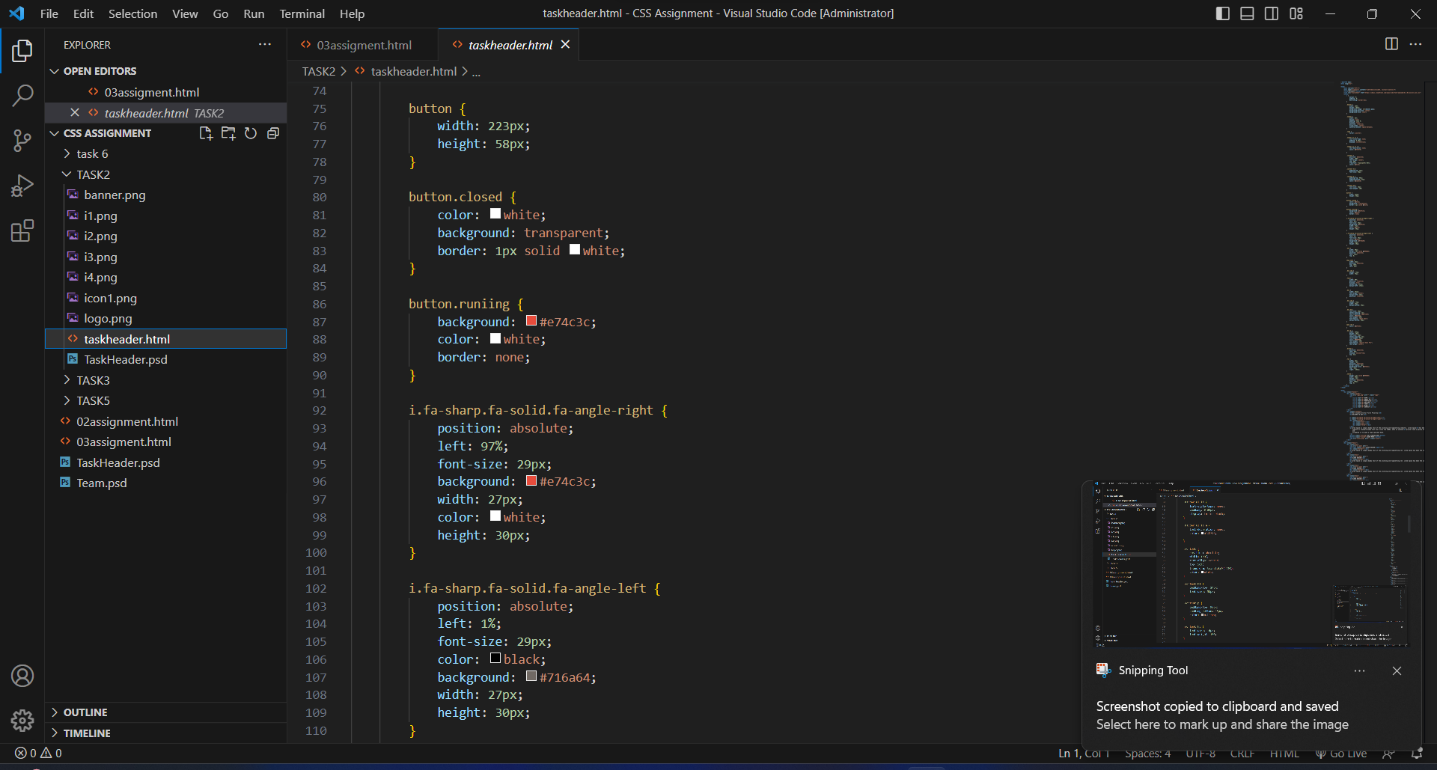 File Edit Selection View Go Run Terminal Help
taskheader.html - CSS Assignment - Visual Studio Code [Administrator]
EXPLORER
OPEN EDITORS
03assigment.html
taskheader.html TASK2
CSS ASSIGNMENT
task 6
TASK2
banner.png
i1.png
i2.png
i3.png
i4.png
icon1.png
logo.png
taskheader.html
TaskHeader.psd
TASK3
TASK5
02assignment.html
03assigment.html
TaskHeader.psd
Team.psd
OUTLINE
TIMELINE
03assigment.html
taskheader.html
TASK2 > taskheader.html > ...
74
75 button {
76 width: 223px;
77 height: 58px;
78 }
79
80 button.closed {
81 color: white;
82 background: transparent;
83 border: 1px solid white;
84 }
85
86 button.runiing {
87 background: #e74c3c;
88 color: white;
89 border: none;
90 }
91
92 i.fa-sharp.fa-solid.fa-angle-right {
93 position: absolute;
94 left: 97%;
95 font-size: 29px;
96 background: #e74c3c;
97 width: 27px;
98 color: white;
99 height: 30px;
100 }
101
102 i.fa-sharp.fa-solid.fa-angle-left {
103 position: absolute;
104 left: 1%;
105 font-size: 29px;
106 color: black;
107 background: #716a64;
108 width: 27px;
109 height: 30px;
110 }
Snipping Tool
Screenshot copied to clipboard and saved
Select here to mark up and share the image
0 0
Ln 1, Col 1 Spaces: 4 UTF-8 CRLF HTML Go Live